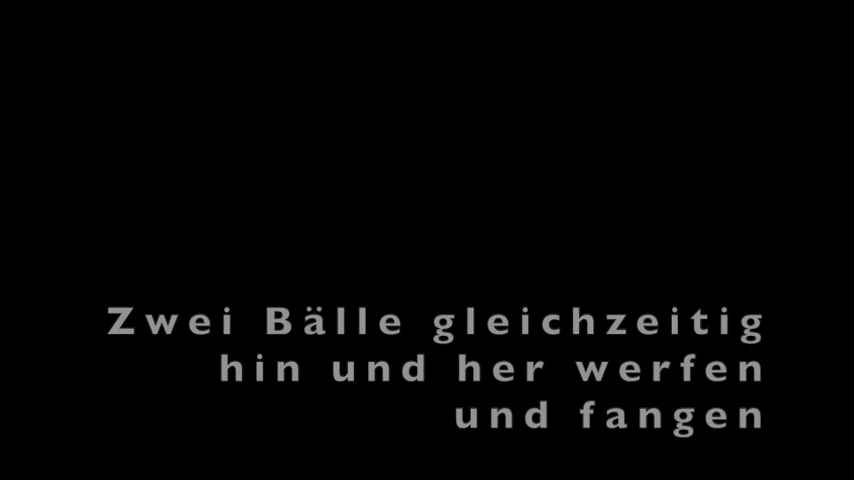 Zwei Bälle gleichzeitig
hin und her werfen
und fangen